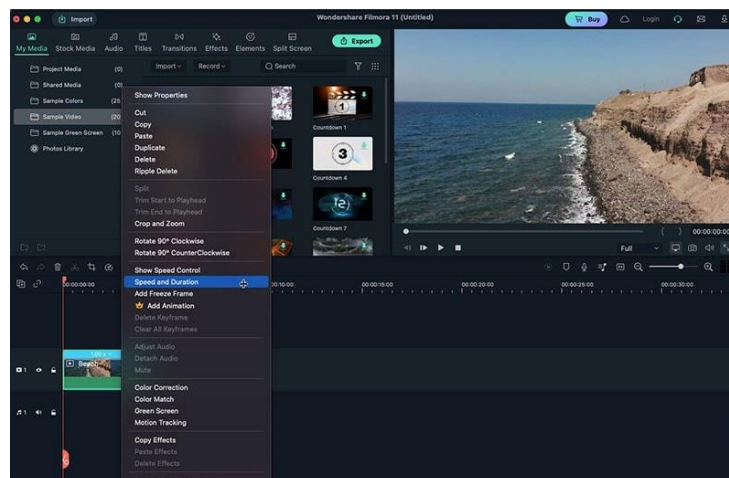 Import
Wondershare Filmora 11 (Untitled)
Buy
Login
My Media
Stock Media
Audio
Titles
Transitions
Effects
Elements
Split Screen
Export
Project Media (0)
Shared Media (0)
Sample Colors (25
Sample Video (20
Sample Green Screen (10
Photos Library
Import
Record
Search
Countdown 1
Countdown 4
Countdown 7
Show Properties
Cut
Copy
Paste
Duplicate
Delete
Ripple Delete
Split
Trim Start to Playhead
Trim End to Playhead
Crop and Zoom
Rotate 90° Clockwise
Rotate 90° CounterClockwise
Show Speed Control
Speed and Duration
Add Freeze Frame
Add Animation
Delete Keyframe
Clear All Keyframes
Adjust Audio
Detach Audio
Mute
Color Correction
Color Match
Green Screen
Motion Tracking
Copy Effects
Paste Effects
Delete Effects
{ } 00:00:00:00
Full
00:00:00:00
00:00:15:00
00:00:20:00
00:00:25:00
00:00:30:00
1.00 x
Beach
1
1